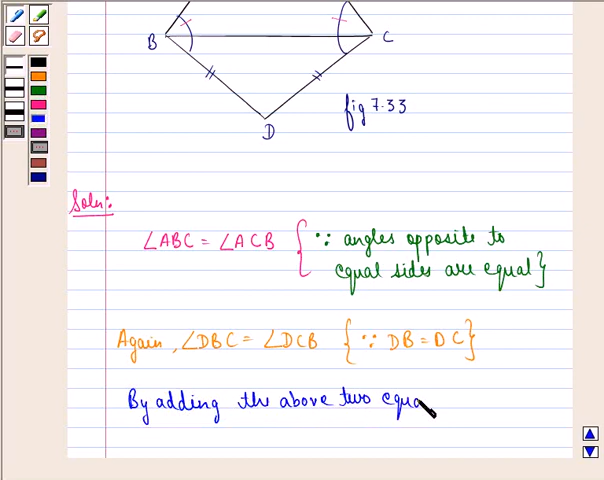 B C
D
fig 7.33
Soln:
∠ABC = ∠ACB { ∵ angles opposite to
equal sides are equal }
Again, ∠DBC = ∠DCB { ∵ DB = DC }
By adding the above two equa